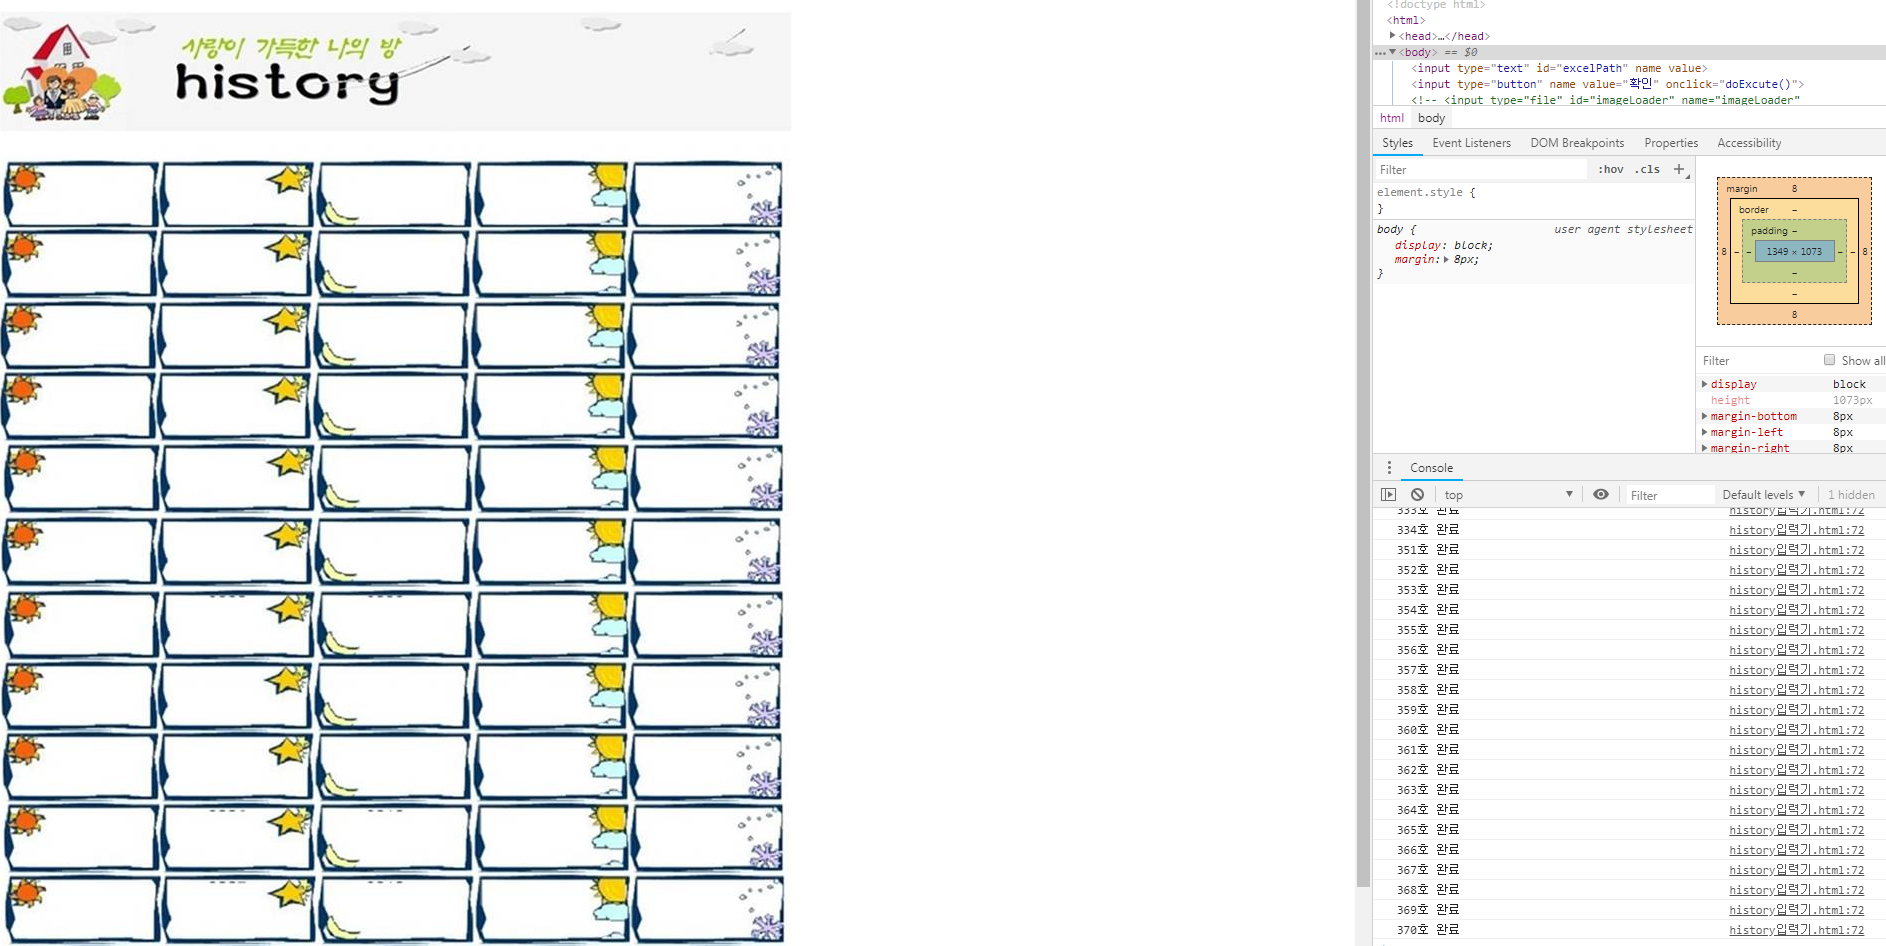 사랑이 가득한 나의 방
history
<!doctype html>
<html>
▶<head>…</head>
…▼<body> == $0
<input type="text" id="excelPath" name value>
<input type="button" name value="확인" onclick="doExcute()">
<!-- <input type="file" id="imageLoader" name="imageLoader"
html body
Styles Event Listeners DOM Breakpoints Properties Accessibility
Filter :hov .cls +
element.style {
}
body { user agent stylesheet
display: block;
margin:▶ 8px;
}
margin 8
border –
padding –
8 – – 1349 × 1073 – – 8
–
–
8
Filter Show all
▶display block
height 1073px
▶margin-bottom 8px
▶margin-left 8px
▶margin-right 8px
Console
top ▼ Filter Default levels ▼ 1 hidden
333호 완료 history입력기.html:72
334호 완료 history입력기.html:72
351호 완료 history입력기.html:72
352호 완료 history입력기.html:72
353호 완료 history입력기.html:72
354호 완료 history입력기.html:72
355호 완료 history입력기.html:72
356호 완료 history입력기.html:72
357호 완료 history입력기.html:72
358호 완료 history입력기.html:72
359호 완료 history입력기.html:72
360호 완료 history입력기.html:72
361호 완료 history입력기.html:72
362호 완료 history입력기.html:72
363호 완료 history입력기.html:72
364호 완료 history입력기.html:72
365호 완료 history입력기.html:72
366호 완료 history입력기.html:72
367호 완료 history입력기.html:72
368호 완료 history입력기.html:72
369호 완료 history입력기.html:72
370호 완료 history입력기.html:72